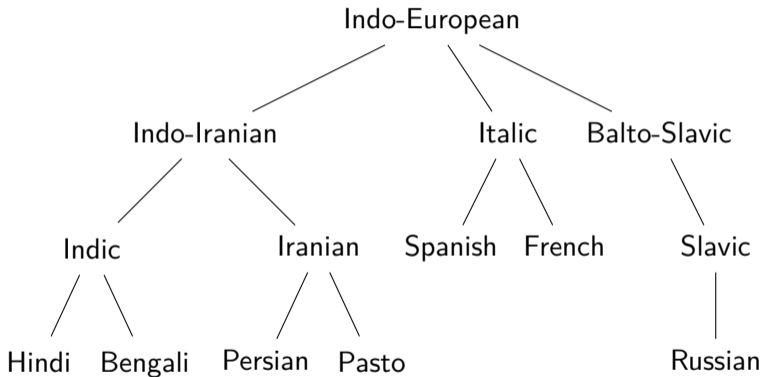 Indo-European
Indo-Iranian Italic Balto-Slavic
Indic Iranian Spanish French Slavic
Hindi Bengali Persian Pasto Russian